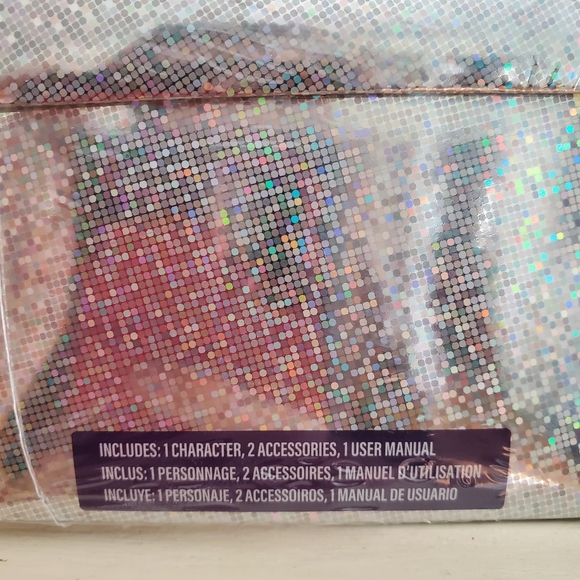 INCLUDES: 1 CHARACTER, 2 ACCESSORIES, 1 USER MANUAL
INCLUS: 1 PERSONNAGE, 2 ACCESSOIRES, 1 MANUEL D'UTILISATION
INCLUYE: 1 PERSONAJE, 2 ACCESSOIROS, 1 MANUAL DE USUARIO